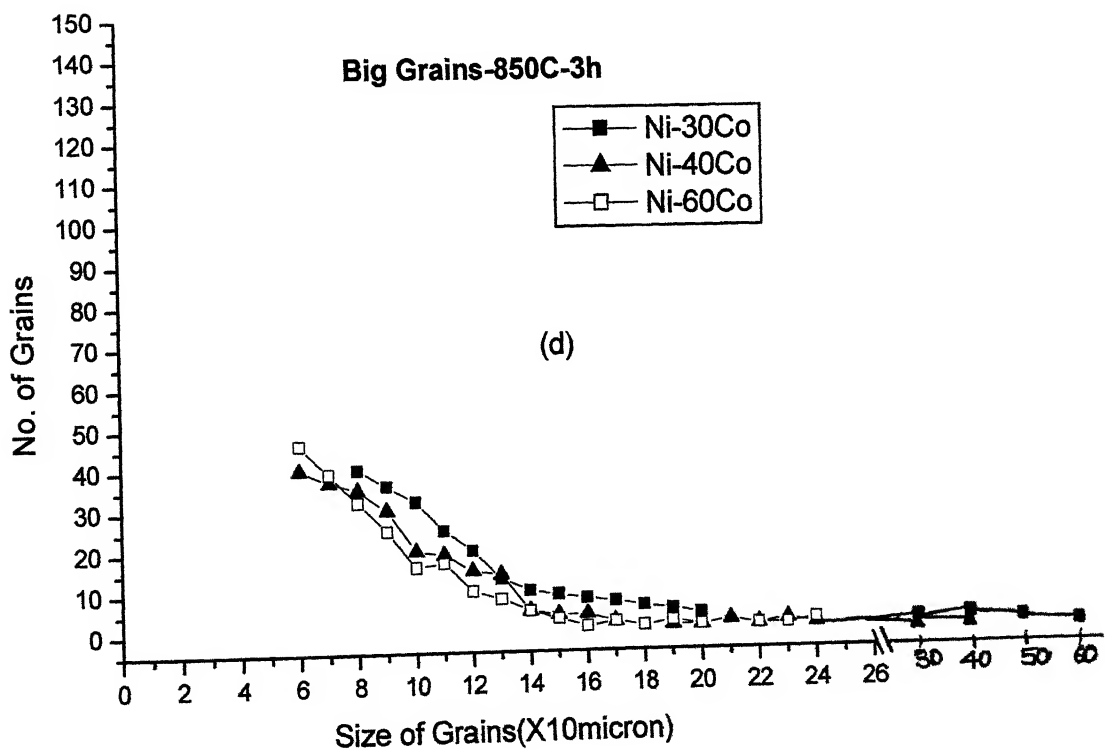 150
140
130
120
110
100
90
80
70
60
50
40
30
20
10
0
No. of Grains
Big Grains-850C-3h
Ni-30Co
Ni-40Co
Ni-60Co
(d)
0 2 4 6 8 10 12 14 16 18 20 22 24 26 30 40 50 60
Size of Grains(X10micron)